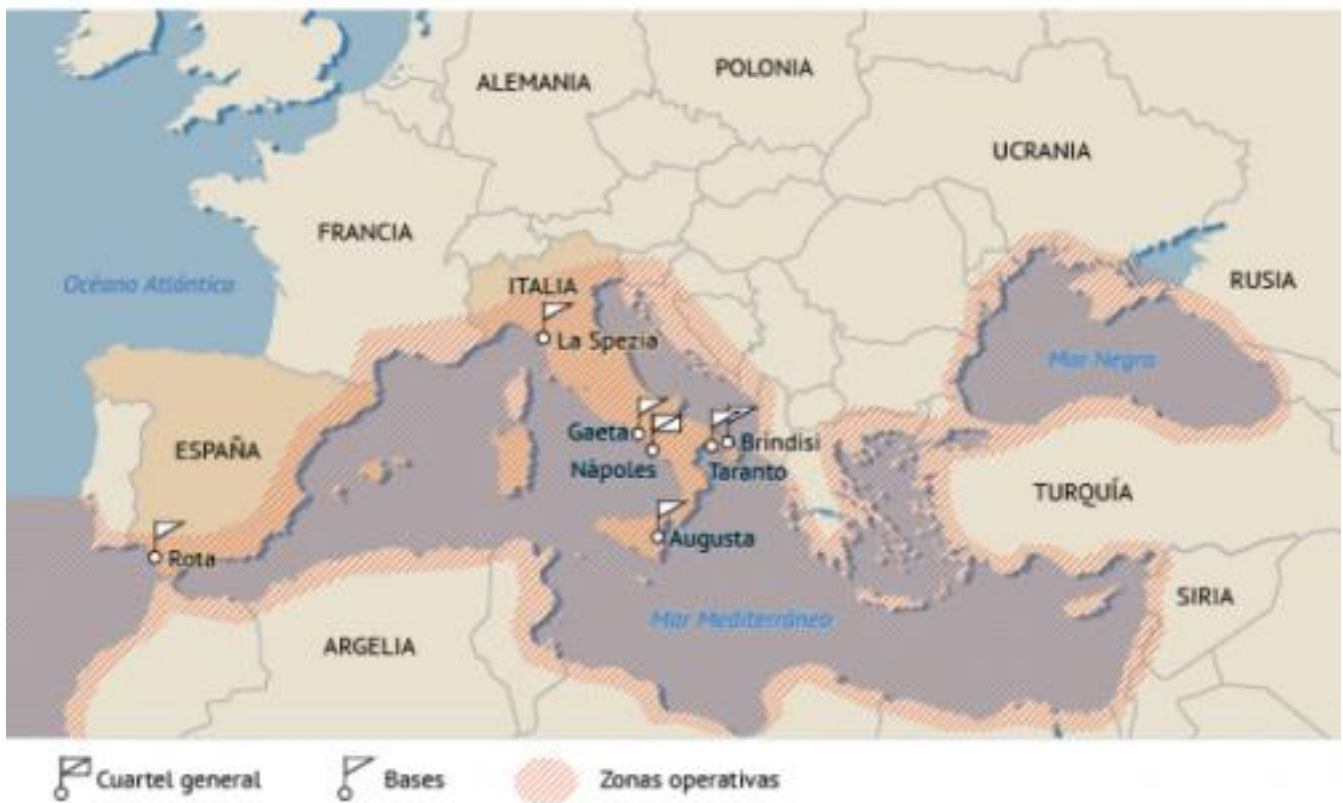 POLONIA
ALEMANIA
UCRANIA
FRANCIA
Océano Atlántico
ITALIA
RUSIA
La Spezia
Mar Negro
Gaeta
Brindisi
ESPAÑA
Nápoles
Taranto
TURQUÍA
Augusta
Rota
SIRIA
Mar Mediterráneo
ARGELIA
Cuartel general
Bases
Zonas operativas